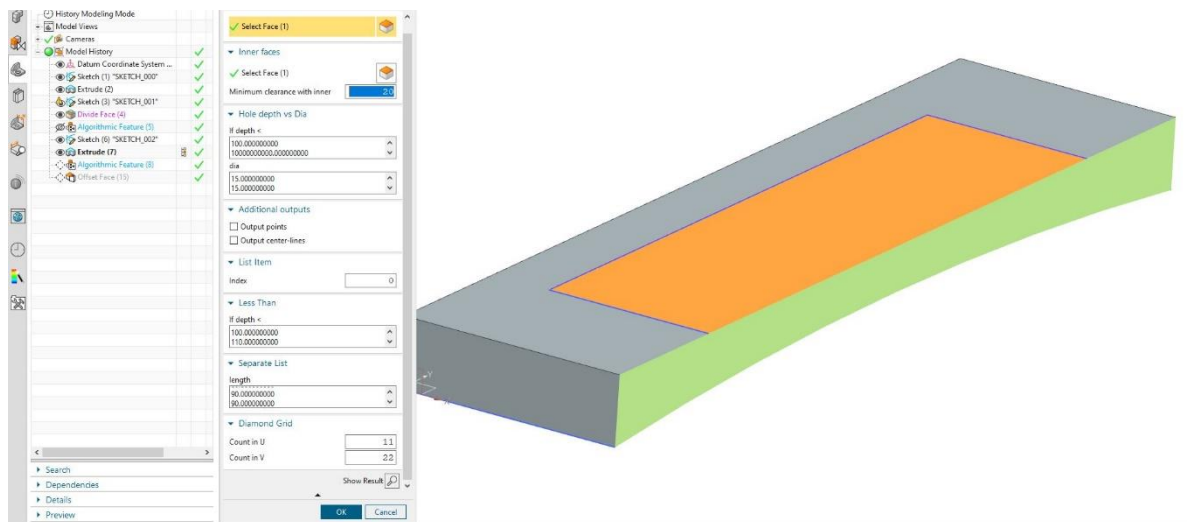 History Modeling Mode
Model Views
Cameras
Model History
Datum Coordinate System ...
Sketch (1) "SKETCH_000"
Extrude (2)
Sketch (3) "SKETCH_001"
Divide Face (4)
Algorithmic Feature (5)
Sketch (6) "SKETCH_002"
Extrude (7)
Algorithmic Feature (8)
Offset Face (15)
Search
Dependencies
Details
Preview
Select Face (1)
Inner faces
Select Face (1)
Minimum clearance with inner 20
Hole depth vs Dia
If depth <
100.000000000
10000000000.000000000
dia
15.000000000
15.000000000
Additional outputs
Output points
Output center-lines
List Item
Index 0
Less Than
If depth <
100.000000000
110.000000000
Separate List
length
90.000000000
90.000000000
Diamond Grid
Count in U 11
Count in V 22
Show Result
OK Cancel
Y